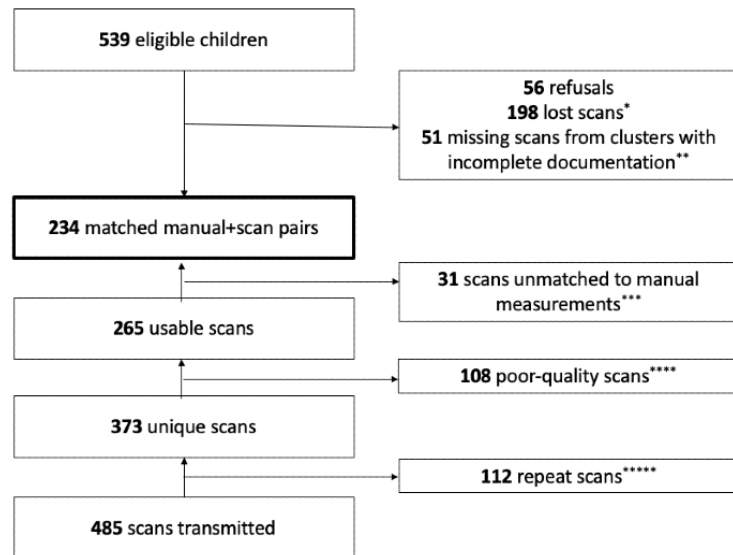 539 eligible children
56 refusals
198 lost scans*
51 missing scans from clusters with
incomplete documentation**
234 matched manual+scan pairs
31 scans unmatched to manual
measurements***
265 usable scans
108 poor-quality scans****
373 unique scans
112 repeat scans*****
485 scans transmitted